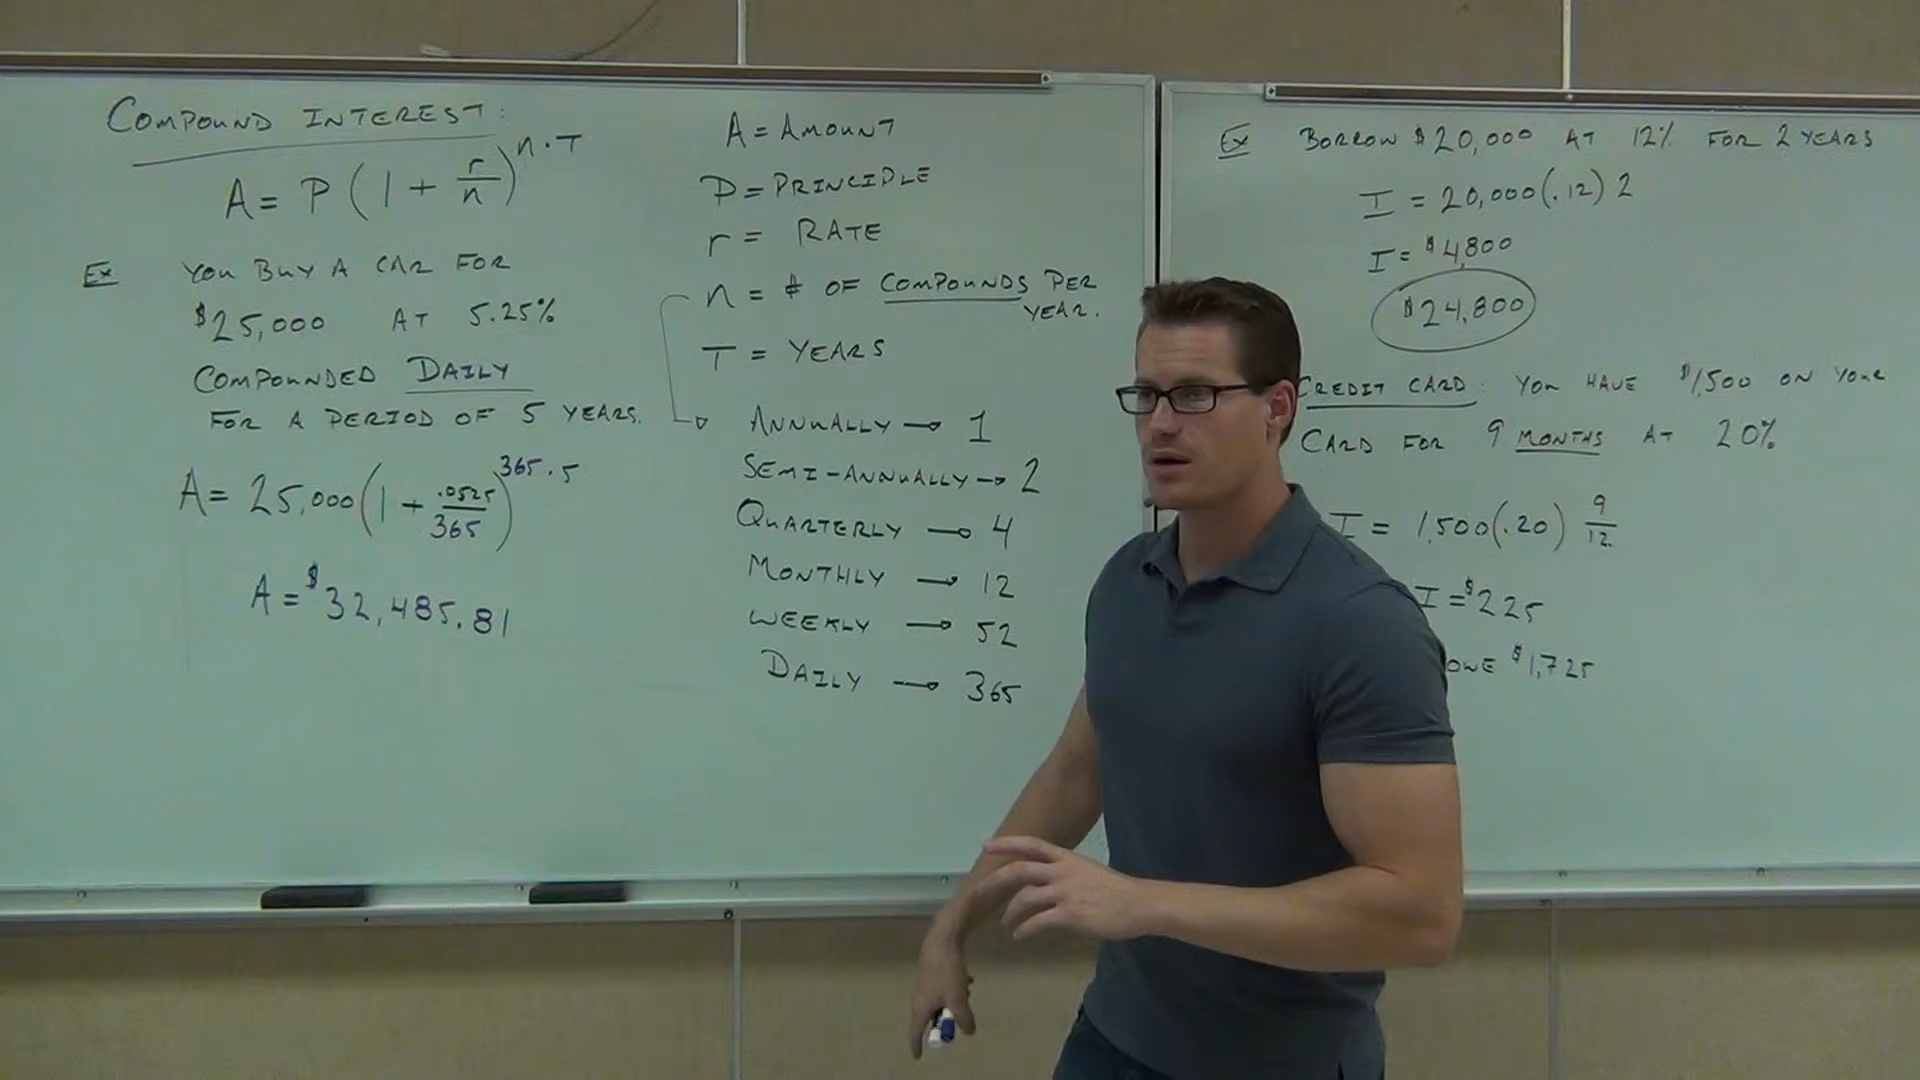 COMPOUND INTEREST:
A = P (1 + r/n)^n·T
Ex YOU BUY A CAR FOR
$25,000 AT 5.25%
COMPOUNDED DAILY
FOR A PERIOD OF 5 YEARS.
A = 25,000 (1 + .0525/365)^365·5
A = $32,485.81
A = AMOUNT
P = PRINCIPLE
r = RATE
n = # OF COMPOUNDS PER
YEAR.
T = YEARS
ANNUALLY → 1
SEMI-ANNUALLY → 2
QUARTERLY → 4
MONTHLY → 12
WEEKLY → 52
DAILY → 365
Ex BORROW $20,000 AT 12% FOR 2 YEARS
I = 20,000(.12) 2
I = $4,800
$24,800
CREDIT CARD: YOU HAVE $1,500 ON YOUR
CARD FOR 9 MONTHS AT 20%
I = 1,500(.20) 9/12
I = $225
OWE $1,725